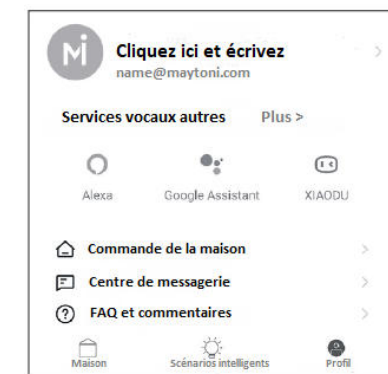 Mi
Cliquez ici et écrivez
name@maytoni.com
Services vocaux autres Plus >
Alexa Google Assistant XIAODU
Commande de la maison
Centre de messagerie
FAQ et commentaires
Maison Scénarios intelligents Profil